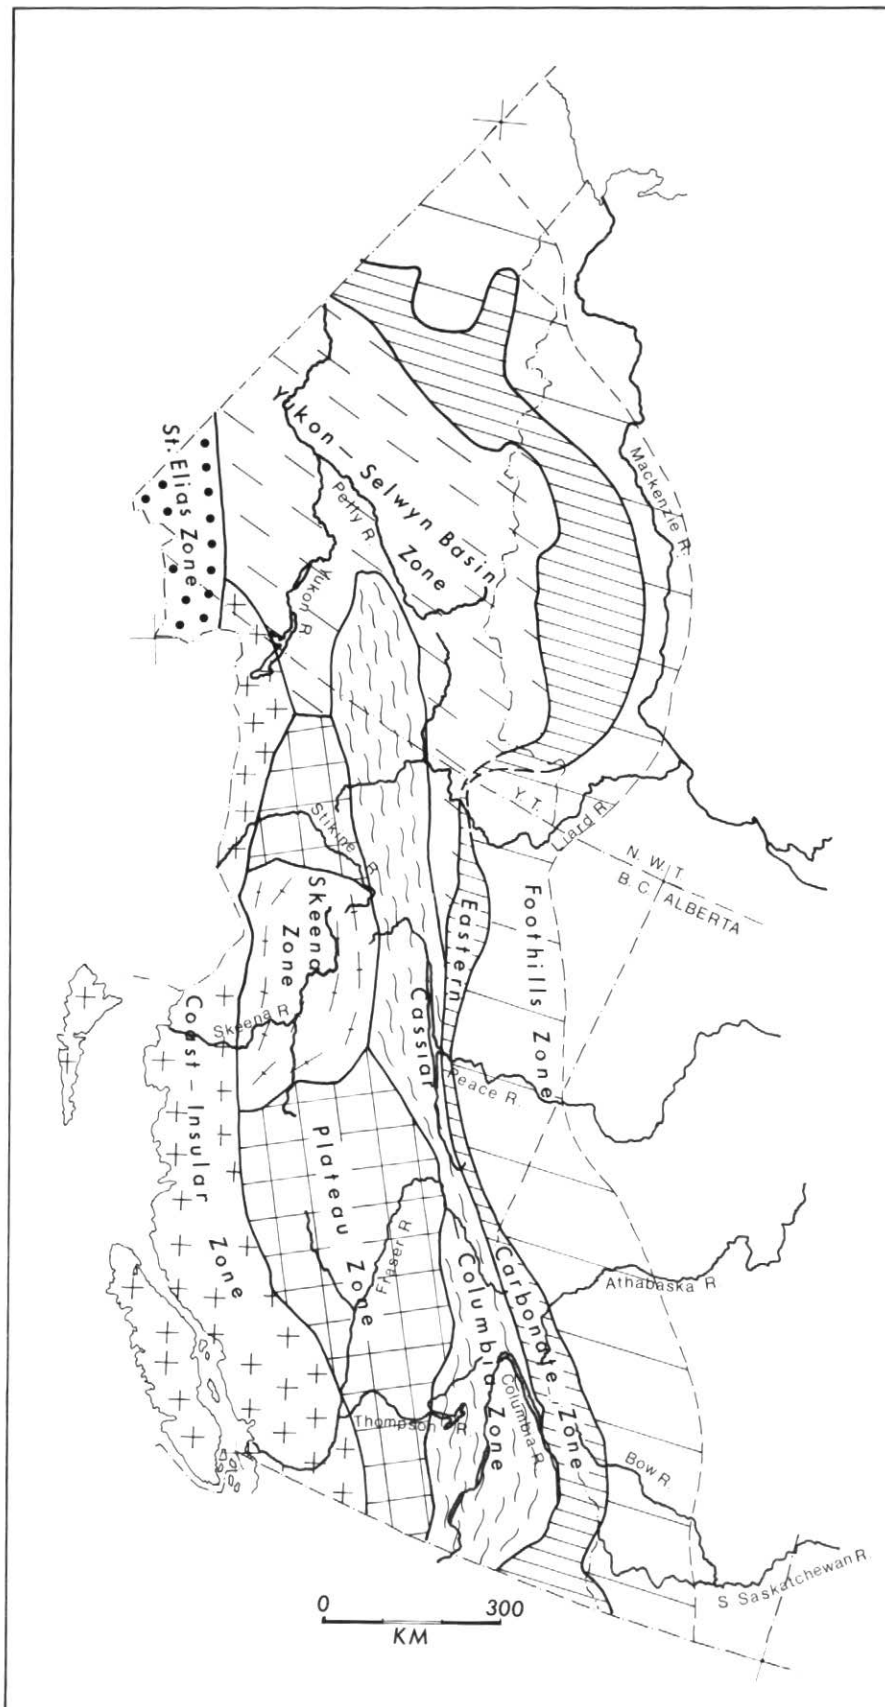 Mackenzie R.
St. Elias Zone
Yukon – Selwyn Basin
Zone
Pelly R.
Yukon R.
Y. T.
Liard R.
N. W. T.
B. C. ALBERTA
Stikine R.
Skeena
Zone
Eastern
Foothills Zone
Cassiar
Skeena R.
Peace R.
Coast – Insular
Zone
Plateau
Zone
Fraser R.
Columbia
Zone
Carbonate Zone
Athabaska R
Columbia R.
Thompson R
Bow R.
S Saskatchewan R.
0 300
KM